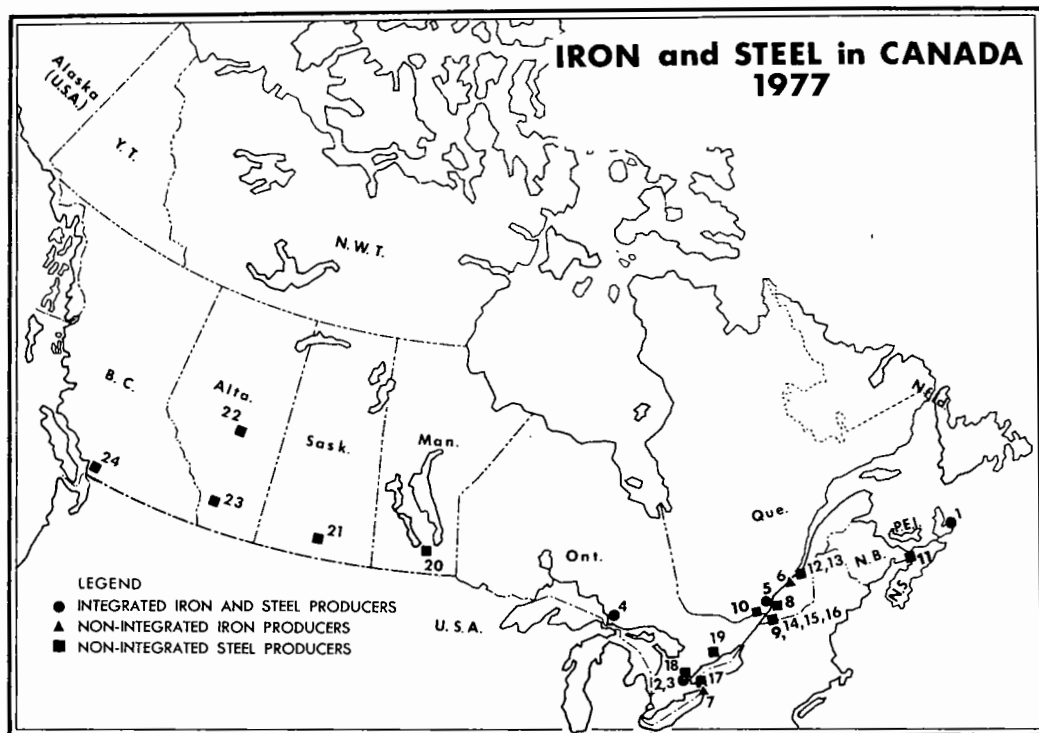 IRON and STEEL in CANADA
1977
Alaska
(U.S.A.)
Y.T.
N.W.T.
B.C.
Alta.
22
Sask.
Man.
Nfld
24
23
21
20
Que.
Ont.
P.E.I.
1
N.B.
11
N.S.
12,13
6
5
8
10
9, 14, 15, 16
4
U.S.A.
19
18
2,3
17
7
LEGEND
INTEGRATED IRON AND STEEL PRODUCERS
NON-INTEGRATED IRON PRODUCERS
NON-INTEGRATED STEEL PRODUCERS